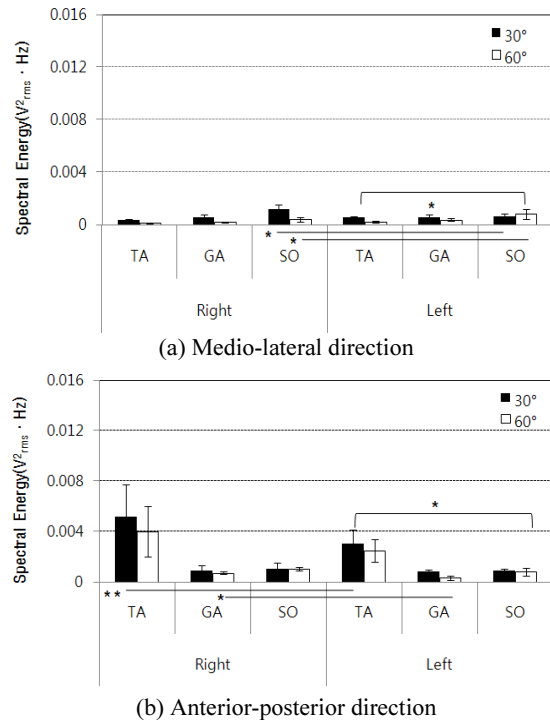 Spectral Energy(V²rms · Hz)
0.016
0.012
0.008
0.004
0
30°
60°
*
*
*
TA GA SO TA GA SO
Right Left
(a) Medio-lateral direction
Spectral Energy(V²rms · Hz)
0.016
0.012
0.008
0.004
0
30°
60°
*
** *
TA GA SO TA GA SO
Right Left
(b) Anterior-posterior direction